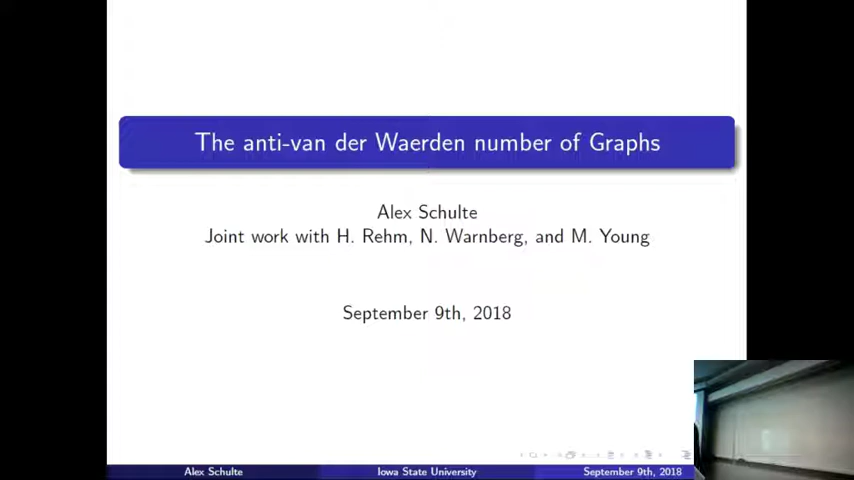 The anti-van der Waerden number of Graphs
Alex Schulte
Joint work with H. Rehm, N. Warnberg, and M. Young
September 9th, 2018
Alex Schulte
Iowa State University
September 9th, 2018